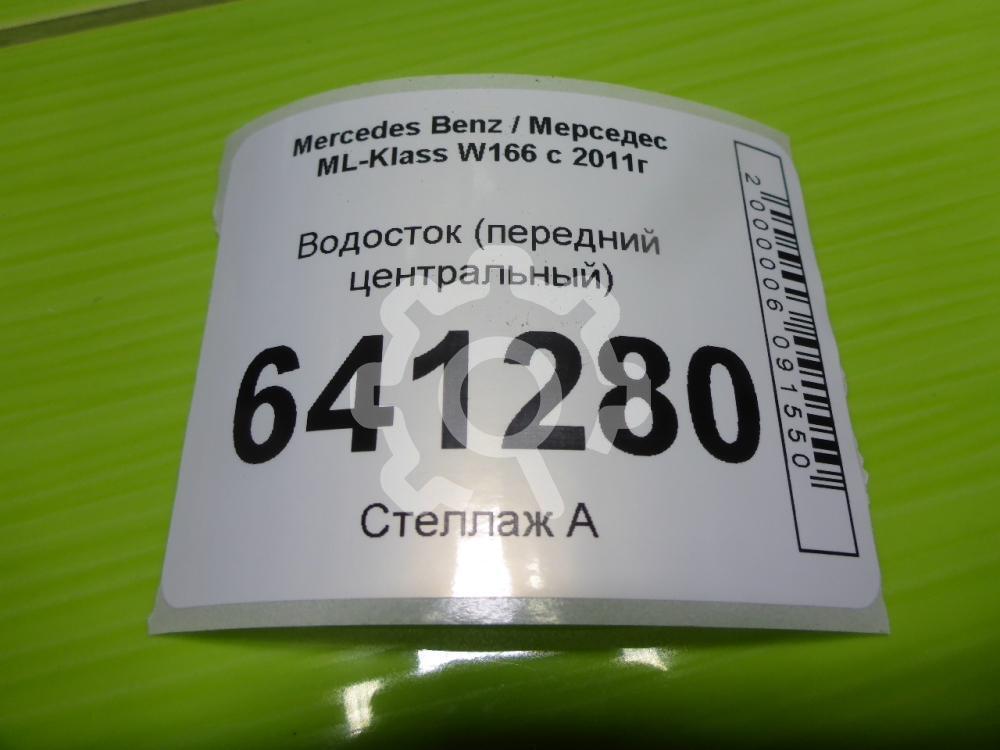 Mercedes Benz / Мерседес
ML-Klass W166 с 2011г
Водосток (передний
центральный)
641280
Стеллаж А
2000006091550